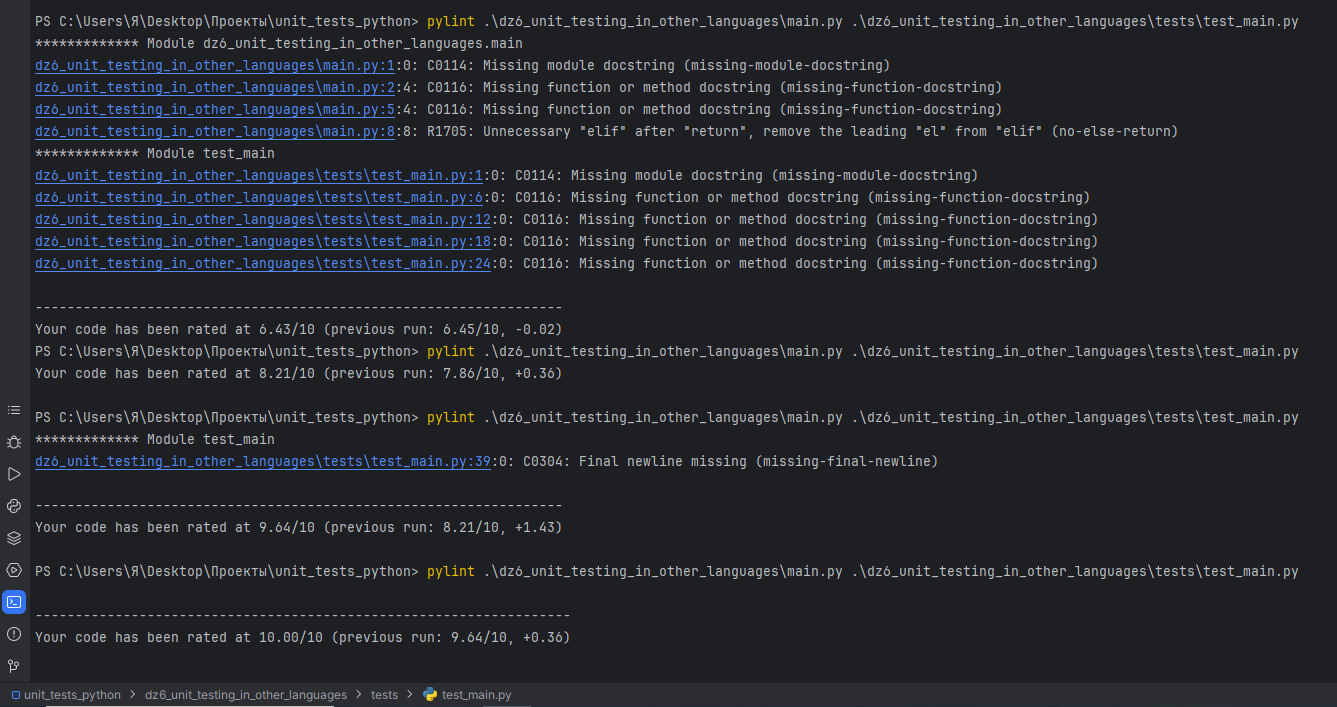 PS C:\Users\Я\Desktop\Проекты\unit_tests_python> pylint .\dz6_unit_testing_in_other_languages\main.py .\dz6_unit_testing_in_other_languages\tests\test_main.py
************* Module dz6_unit_testing_in_other_languages.main
dz6_unit_testing_in_other_languages\main.py:1:0: C0114: Missing module docstring (missing-module-docstring)
dz6_unit_testing_in_other_languages\main.py:2:4: C0116: Missing function or method docstring (missing-function-docstring)
dz6_unit_testing_in_other_languages\main.py:5:4: C0116: Missing function or method docstring (missing-function-docstring)
dz6_unit_testing_in_other_languages\main.py:8:8: R1705: Unnecessary "elif" after "return", remove the leading "el" from "elif" (no-else-return)
************* Module test_main
dz6_unit_testing_in_other_languages\tests\test_main.py:1:0: C0114: Missing module docstring (missing-module-docstring)
dz6_unit_testing_in_other_languages\tests\test_main.py:6:0: C0116: Missing function or method docstring (missing-function-docstring)
dz6_unit_testing_in_other_languages\tests\test_main.py:12:0: C0116: Missing function or method docstring (missing-function-docstring)
dz6_unit_testing_in_other_languages\tests\test_main.py:18:0: C0116: Missing function or method docstring (missing-function-docstring)
dz6_unit_testing_in_other_languages\tests\test_main.py:24:0: C0116: Missing function or method docstring (missing-function-docstring)
------------------------------------------------------------------
Your code has been rated at 6.43/10 (previous run: 6.45/10, -0.02)
PS C:\Users\Я\Desktop\Проекты\unit_tests_python> pylint .\dz6_unit_testing_in_other_languages\main.py .\dz6_unit_testing_in_other_languages\tests\test_main.py
Your code has been rated at 8.21/10 (previous run: 7.86/10, +0.36)
PS C:\Users\Я\Desktop\Проекты\unit_tests_python> pylint .\dz6_unit_testing_in_other_languages\main.py .\dz6_unit_testing_in_other_languages\tests\test_main.py
************* Module test_main
dz6_unit_testing_in_other_languages\tests\test_main.py:39:0: C0304: Final newline missing (missing-final-newline)
------------------------------------------------------------------
Your code has been rated at 9.64/10 (previous run: 8.21/10, +1.43)
PS C:\Users\Я\Desktop\Проекты\unit_tests_python> pylint .\dz6_unit_testing_in_other_languages\main.py .\dz6_unit_testing_in_other_languages\tests\test_main.py
-------------------------------------------------------------------
Your code has been rated at 10.00/10 (previous run: 9.64/10, +0.36)
unit_tests_python > dz6_unit_testing_in_other_languages > tests > test_main.py